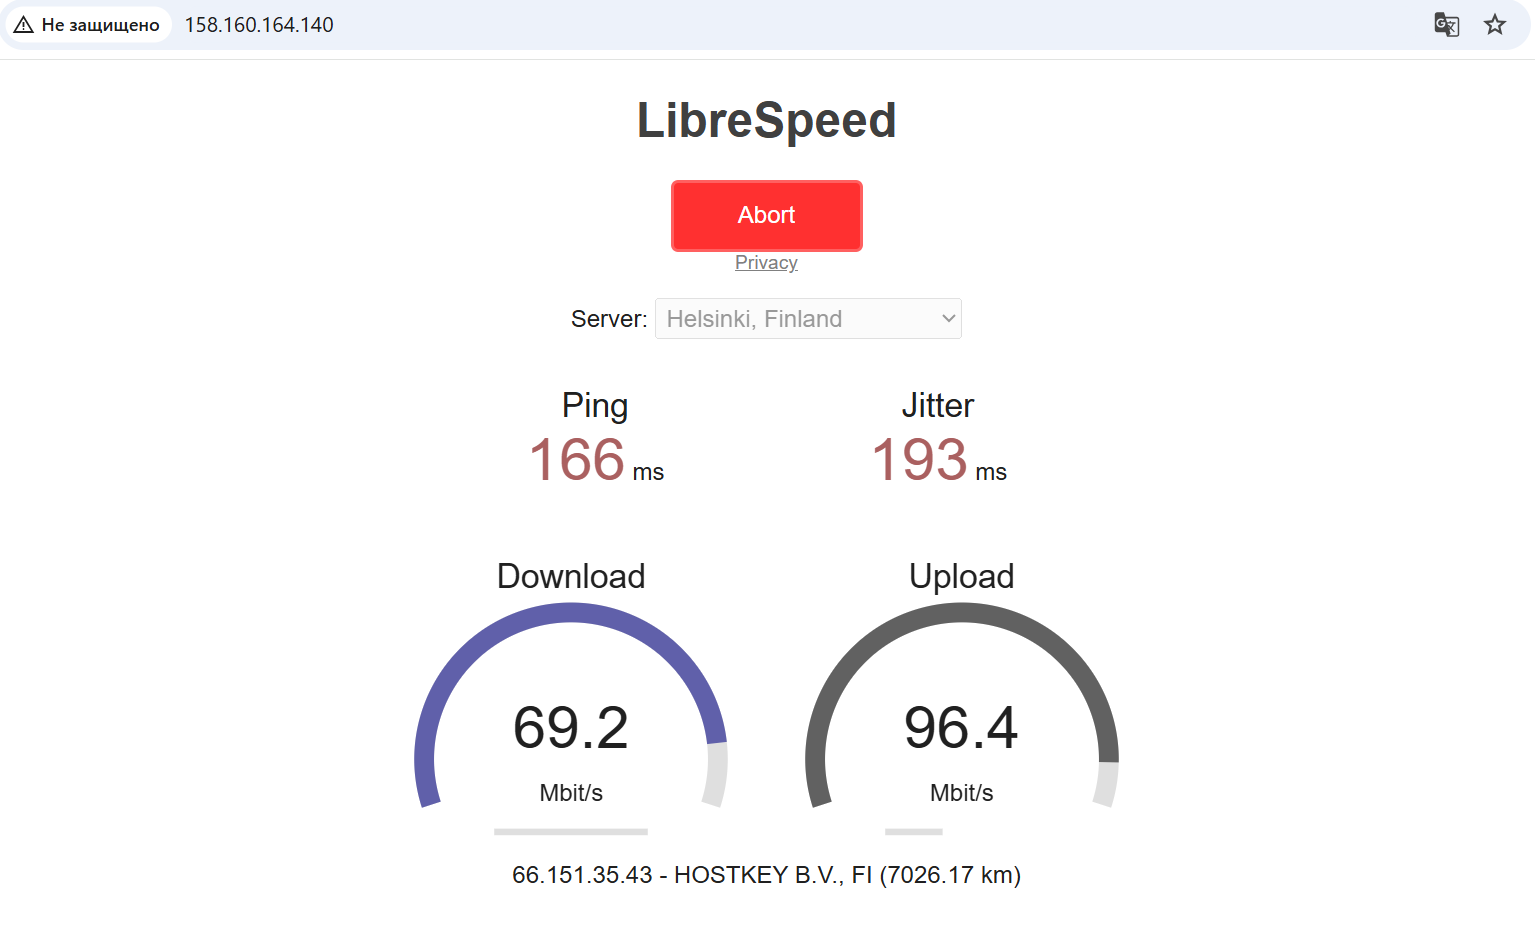 Не защищено 158.160.164.140
LibreSpeed
Abort
Privacy
Server: Helsinki, Finland
Ping Jitter
166 ms 193 ms
Download Upload
69.2 96.4
Mbit/s Mbit/s
66.151.35.43 - HOSTKEY B.V., FI (7026.17 km)